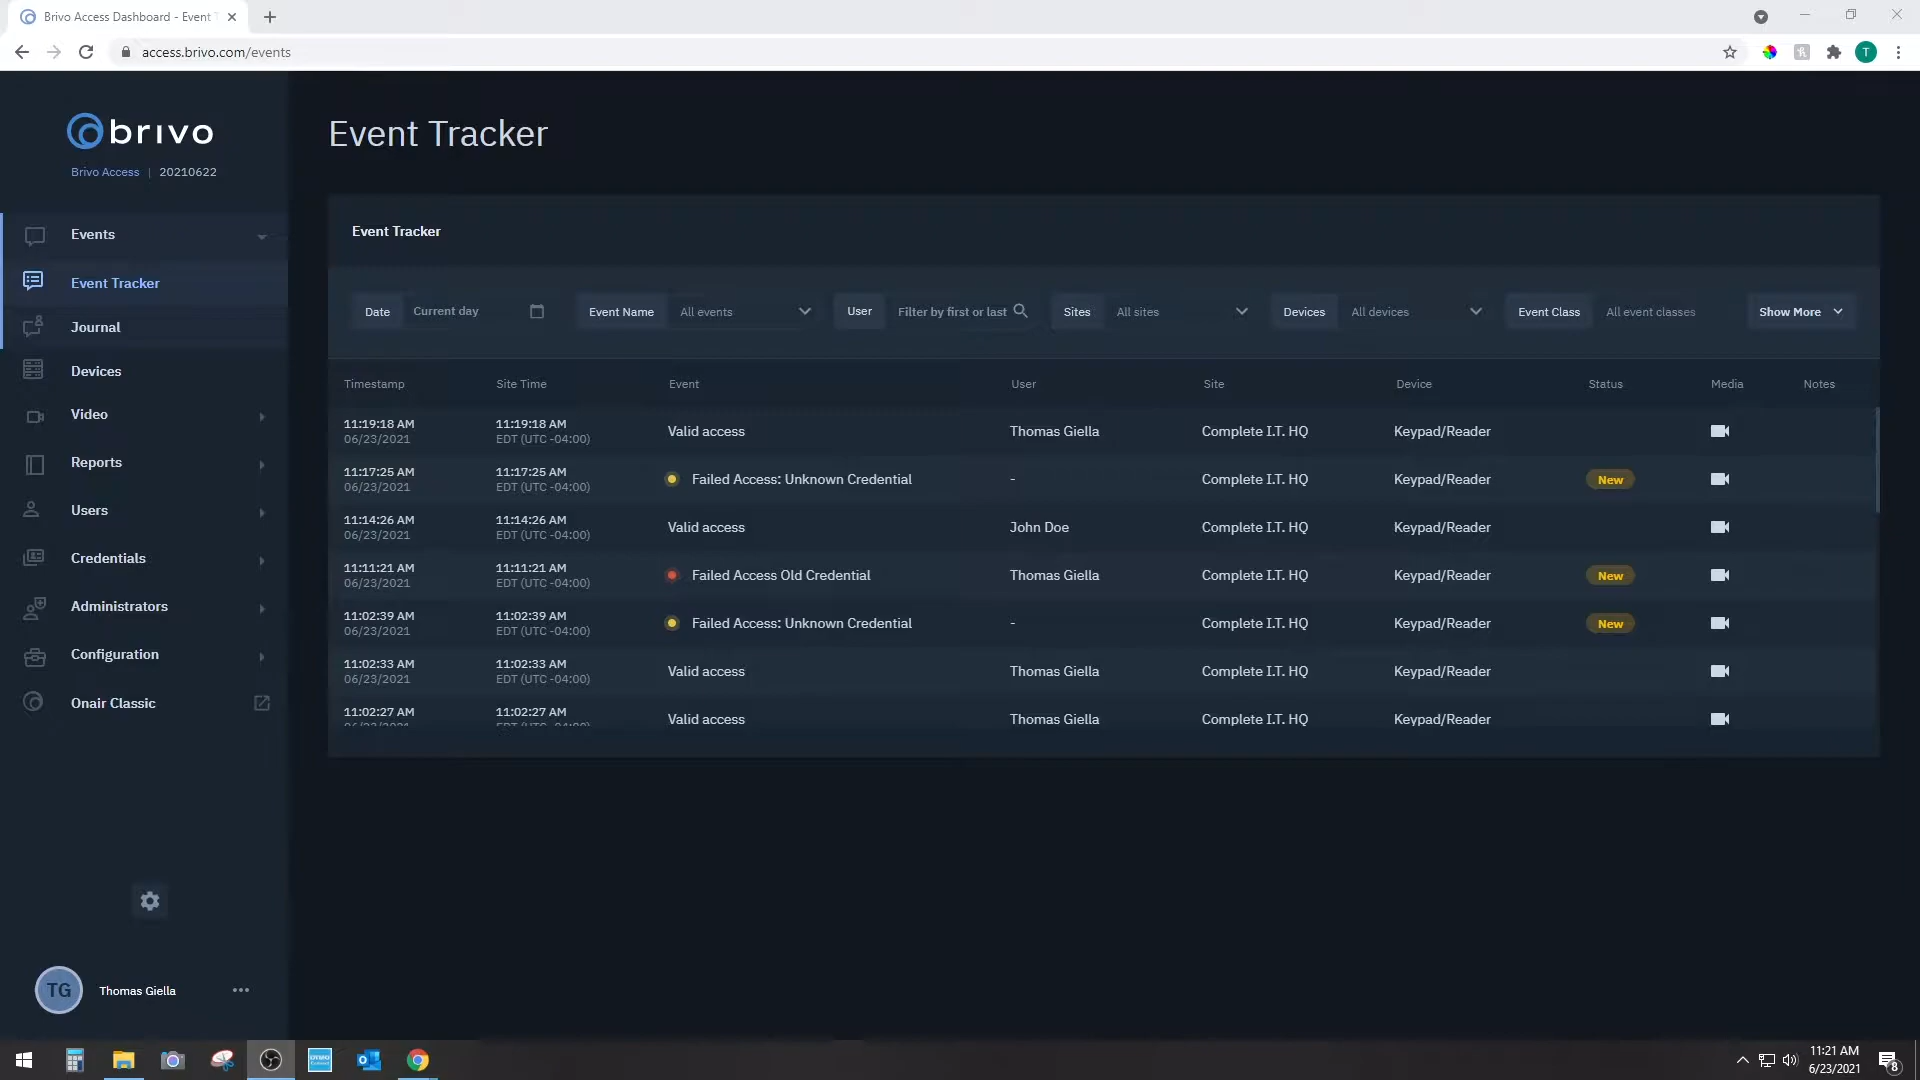 Brivo Access Dashboard - Event T
access.brivo.com/events
T
brivo
Brivo Access | 20210622
Events
Event Tracker
Journal
Devices
Video
Reports
Users
Credentials
Administrators
Configuration
Onair Classic
TG Thomas Giella
Event Tracker
Event Tracker
Date Current day Event Name All events User Filter by first or last Sites All sites Devices All devices Event Class All event classes Show More
Timestamp Site Time Event User Site Device Status Media Notes
11:19:18 AM 11:19:18 AM Valid access Thomas Giella Complete I.T. HQ Keypad/Reader
06/23/2021 EDT (UTC -04:00)
11:17:25 AM 11:17:25 AM Failed Access: Unknown Credential - Complete I.T. HQ Keypad/Reader New
06/23/2021 EDT (UTC -04:00)
11:14:26 AM 11:14:26 AM Valid access John Doe Complete I.T. HQ Keypad/Reader
06/23/2021 EDT (UTC -04:00)
11:11:21 AM 11:11:21 AM Failed Access Old Credential Thomas Giella Complete I.T. HQ Keypad/Reader New
06/23/2021 EDT (UTC -04:00)
11:02:39 AM 11:02:39 AM Failed Access: Unknown Credential - Complete I.T. HQ Keypad/Reader New
06/23/2021 EDT (UTC -04:00)
11:02:33 AM 11:02:33 AM Valid access Thomas Giella Complete I.T. HQ Keypad/Reader
06/23/2021 EDT (UTC -04:00)
11:02:27 AM 11:02:27 AM Valid access Thomas Giella Complete I.T. HQ Keypad/Reader
11:21 AM
6/23/2021
8